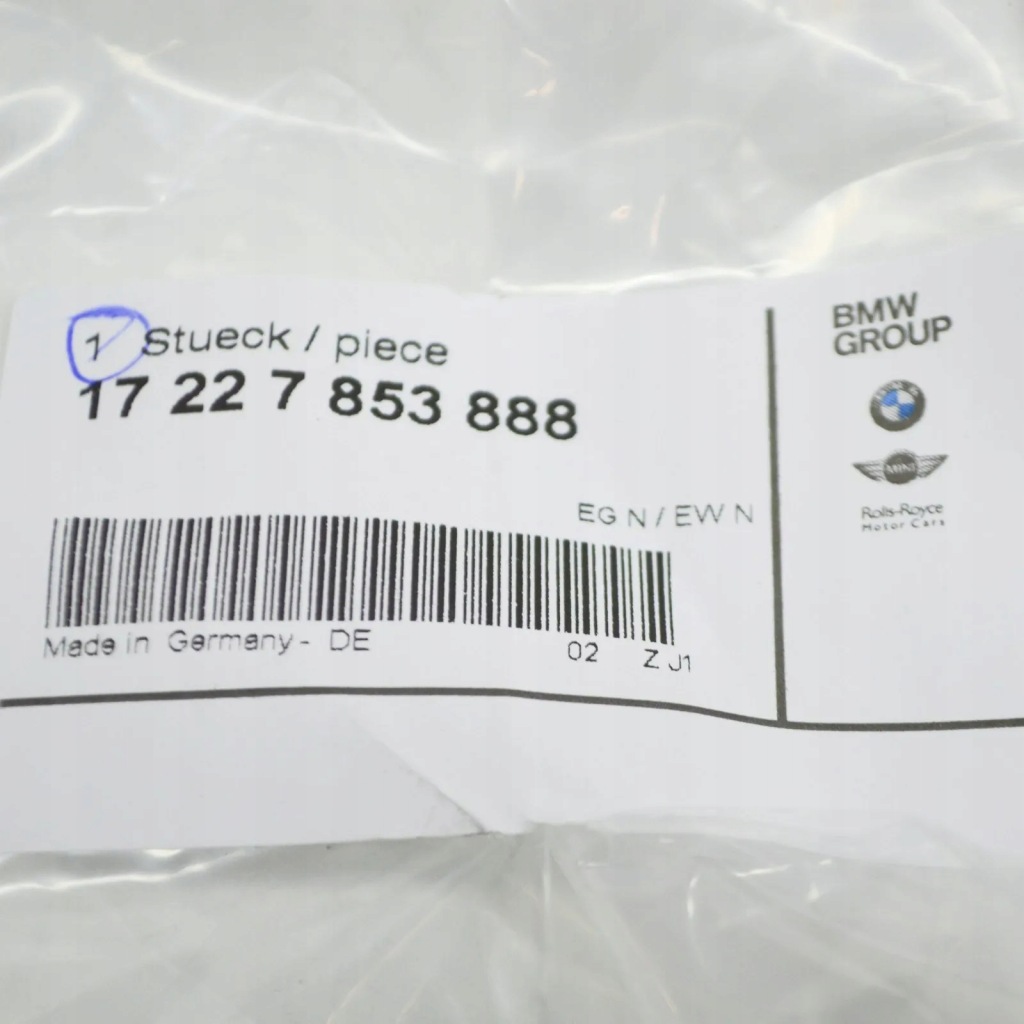 1 Stueck / piece
17 22 7 853 888
EG N / EW N
Made in Germany - DE
02 Z J1
BMW
GROUP
MINI
Rolls-Royce
Motor Cars